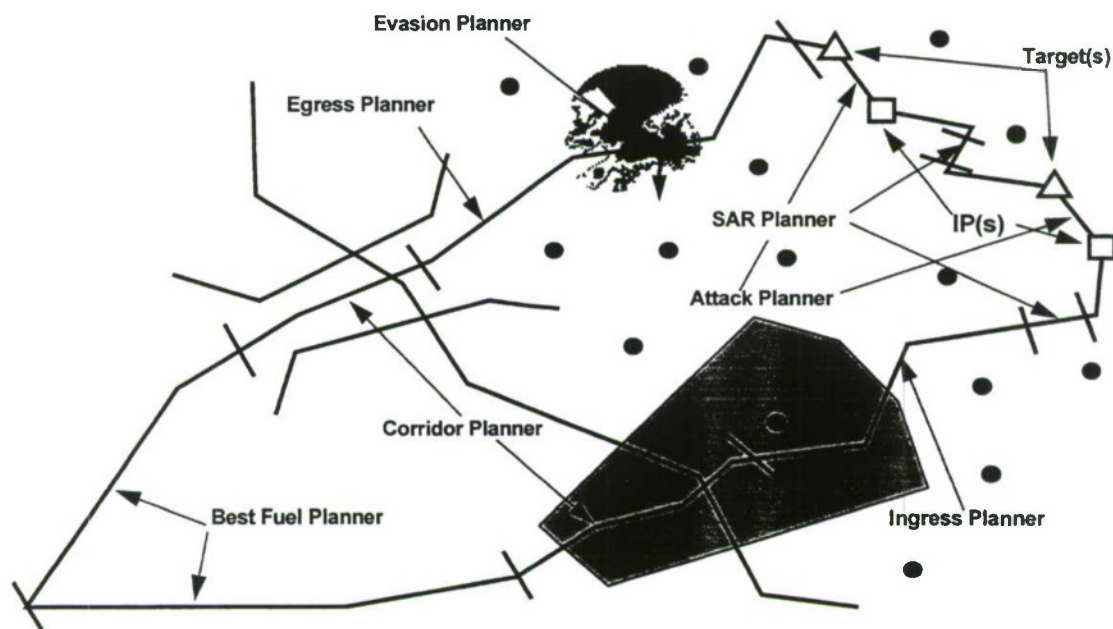 Evasion Planner
Target(s)
Egress Planner
SAR Planner
IP(s)
Attack Planner
Corridor Planner
Best Fuel Planner
Ingress Planner